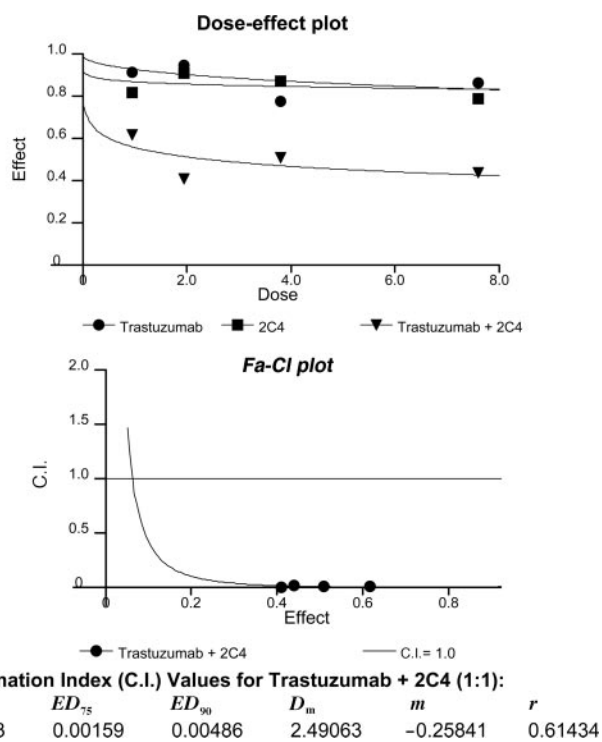 Dose-effect plot
1.0
0.8
0.6
0.4
0.2
0
Effect
0 2.0 4.0 6.0 8.0
Dose
Trastuzumab 2C4 Trastuzumab + 2C4
Fa-CI plot
2.0
1.5
1.0
0.5
0
C.I.
0 0.2 0.4 0.6 0.8
Effect
Trastuzumab + 2C4 C.I.= 1.0
Index (C.I.) Values for Trastuzumab + 2C4 (1:1):
ED75 ED90 Dm m r
0.00159 0.00486 2.49063 -0.25841 0.61434